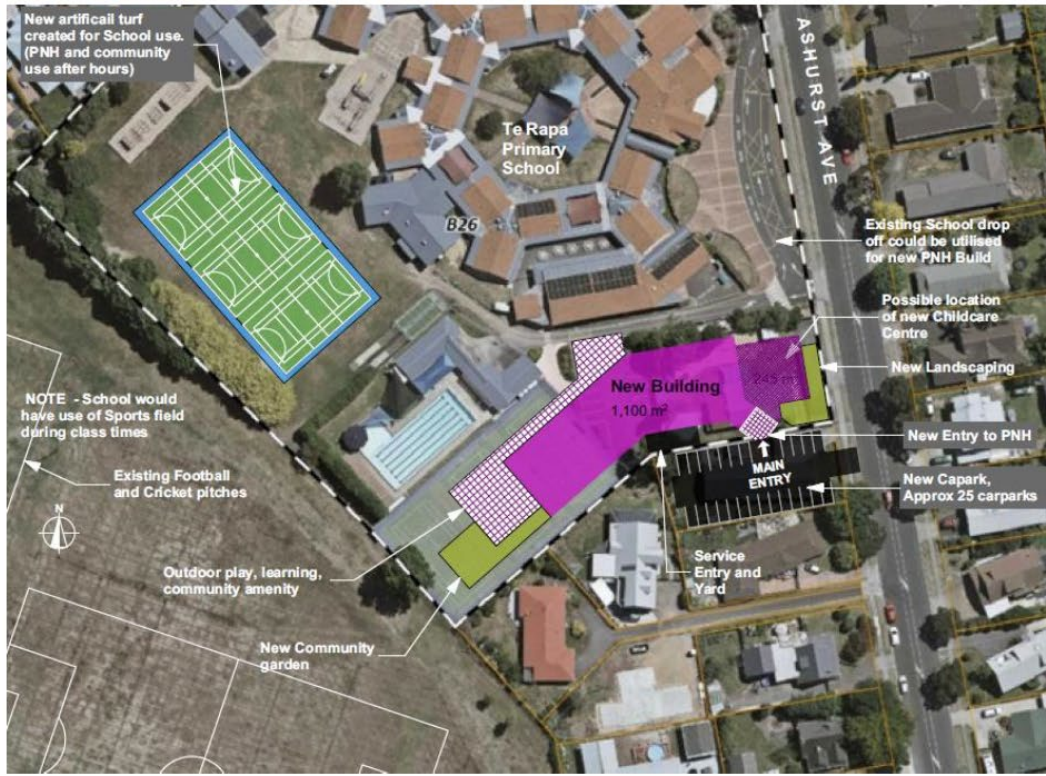 New artificail turf
created for School use.
(PNH and community
use after hours)
ASHURST AVE
Te Rapa
Primary
School
B26
Existing School drop
off could be utilised
for new PNH Build
Possible location
of new Childcare
Centre
New Building
1,100 m²
245 m²
New Landscaping
NOTE - School would
have use of Sports field
during class times
New Entry to PNH
MAIN
ENTRY
Existing Football
and Cricket pitches
New Capark,
Approx 25 carparks
N
Service
Entry and
Yard
Outdoor play, learning,
community amenity
New Community
garden